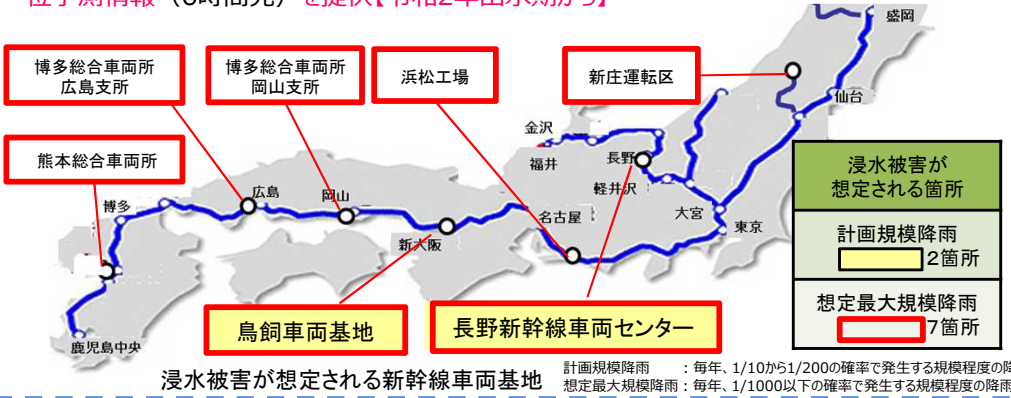 位予測情報（6時間先）を提供【令和2年出水期から】
盛岡
博多総合車両所
広島支所
博多総合車両所
岡山支所
浜松工場
新庄運転区
仙台
金沢
福井
長野
軽井沢
熊本総合車両所
博多
広島
岡山
新大阪
名古屋
大宮
東京
浸水被害が
想定される箇所
計画規模降雨
2箇所
想定最大規模降雨
7箇所
鳥飼車両基地
長野新幹線車両センター
鹿児島中央
浸水被害が想定される新幹線車両基地
計画規模降雨　　：毎年、1/10から1/200の確率で発生する規模程度の降
想定最大規模降雨：毎年、1/1000以下の確率で発生する規模程度の降雨